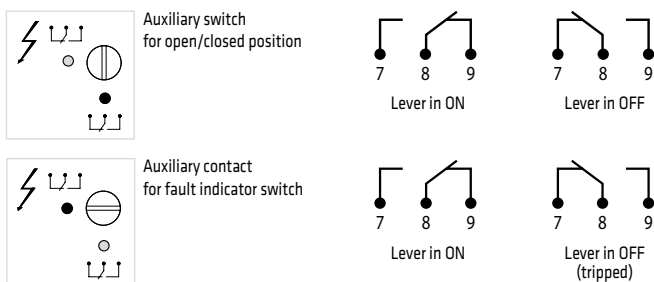 Auxiliary switch
for open/closed position
7 8 9
Lever in ON
7 8 9
Lever in OFF
Auxiliary contact
for fault indicator switch
7 8 9
Lever in ON
7 8 9
Lever in OFF
(tripped)